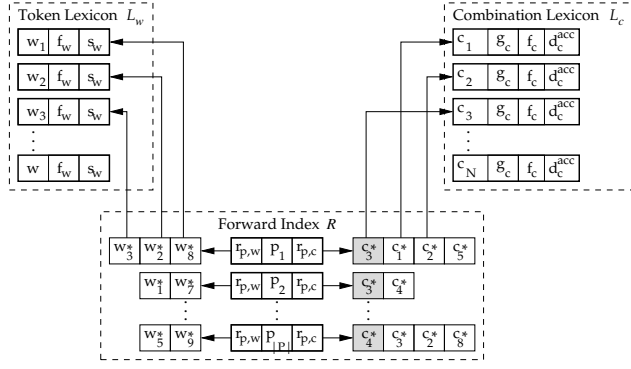 Token Lexicon L_w
w_1 f_w s_w
w_2 f_w s_w
w_3 f_w s_w
w f_w s_w
Combination Lexicon L_c
c_1 g_c f_c d_c^acc
c_2 g_c f_c d_c^acc
c_3 g_c f_c d_c^acc
c_N g_c f_c d_c^acc
Forward Index R
w*_3 w*_2 w*_8 r_p,w p_1 r_p,c c*_3 c*_1 c*_2 c*_5
w*_1 w*_7 r_p,w p_2 r_p,c c*_3 c*_4
w*_5 w*_9 r_p,w p_|P| r_p,c c*_4 c*_3 c*_2 c*_8